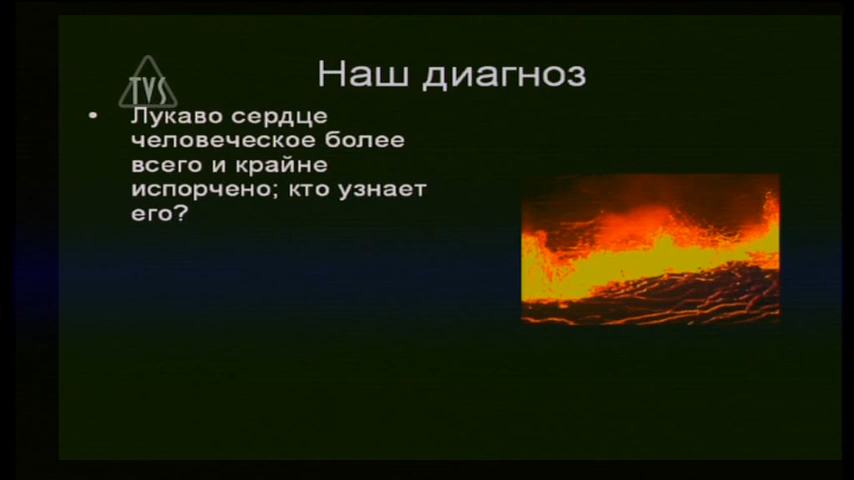 Наш диагноз
TVS
• Лукаво сердце
человеческое более
всего и крайне
испорчено; кто узнает
его?